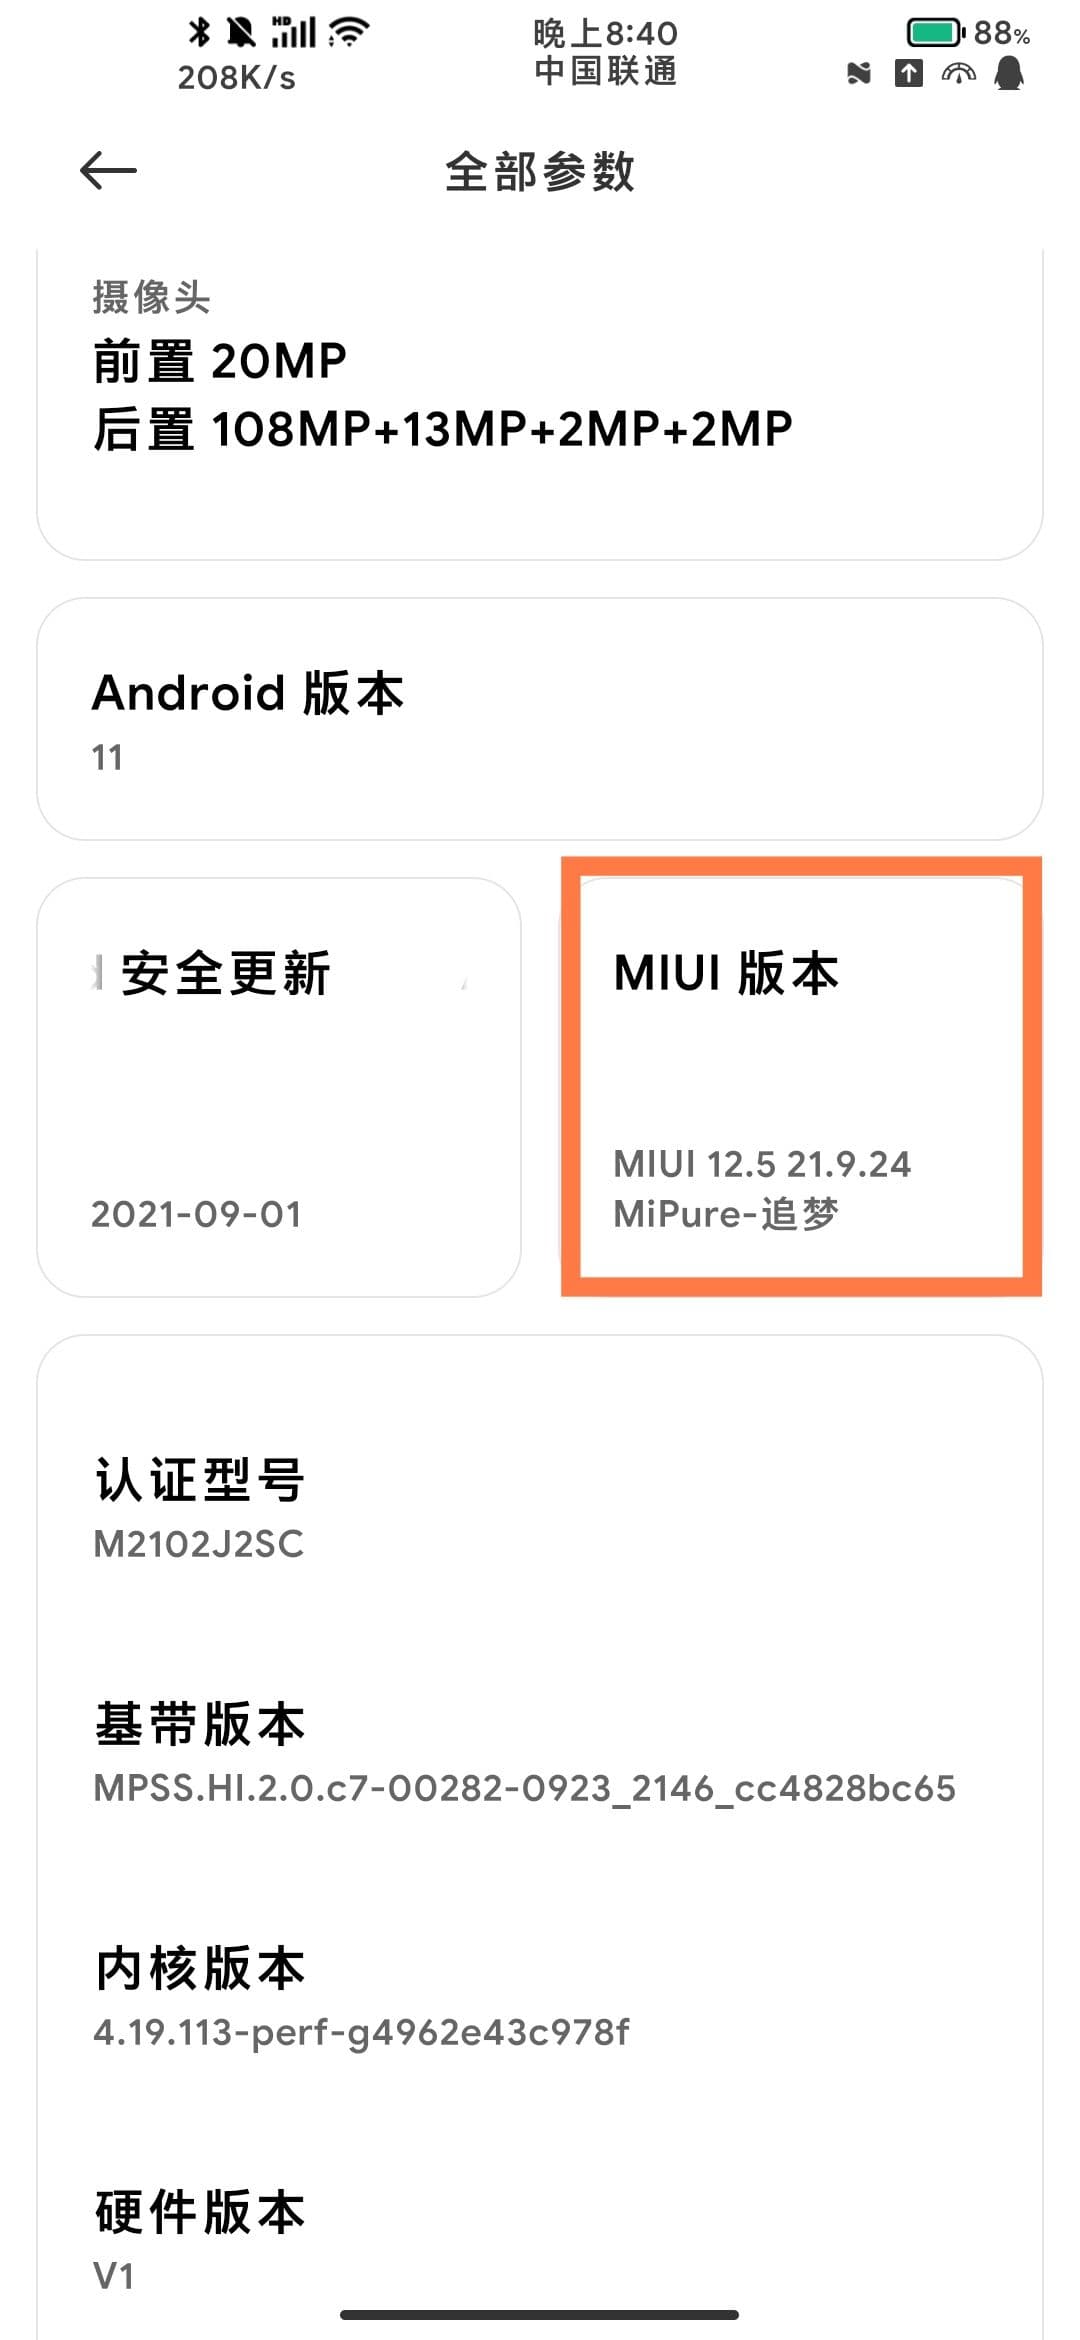 HD
晚上8:40
88%
208K/s
中国联通
全部参数
摄像头
前置 20MP
后置 108MP+13MP+2MP+2MP
Android 版本
11
安全更新
2021-09-01
MIUI 版本
MIUI 12.5 21.9.24
MiPure-追梦
认证型号
M2102J2SC
基带版本
MPSS.HI.2.0.c7-00282-0923_2146_cc4828bc65
内核版本
4.19.113-perf-g4962e43c978f
硬件版本
V1